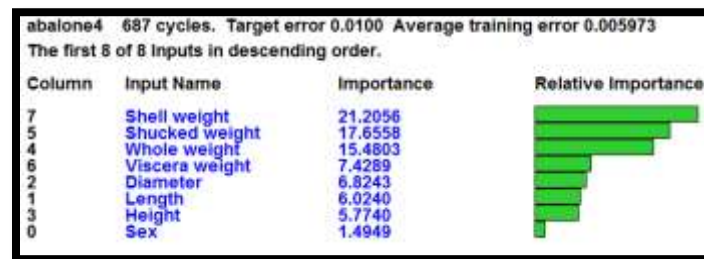 abalone4 687 cycles. Target error 0.0100 Average training error 0.005973
The first 8 of 8 Inputs in descending order.
Column Input Name Importance Relative Importance
7 Shell weight 21.2056
5 Shucked weight 17.6558
4 Whole weight 15.4803
6 Viscera weight 7.4289
2 Diameter 6.8243
1 Length 6.0240
3 Height 5.7740
0 Sex 1.4949